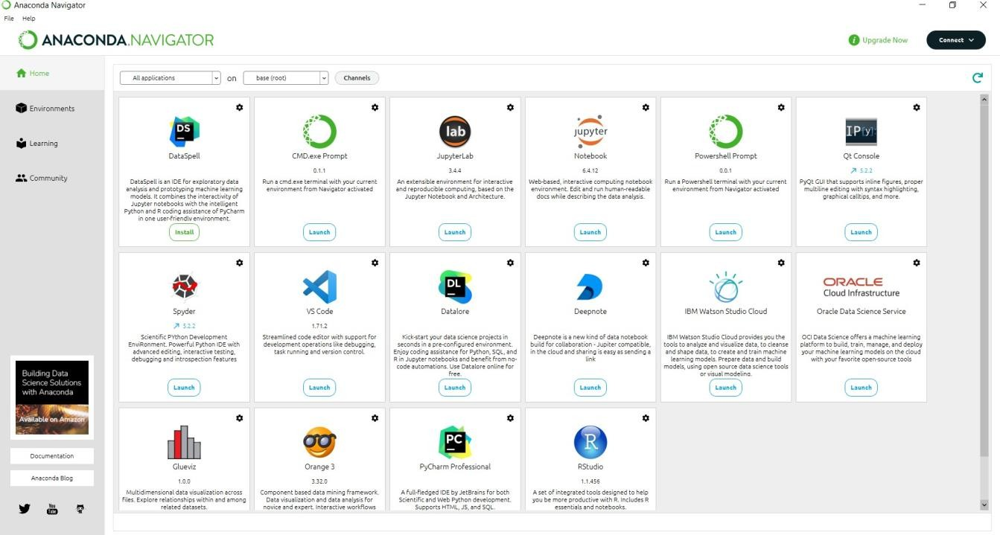 Anaconda Navigator
File Help
ANACONDA.NAVIGATOR
Upgrade Now
Connect
Home
Environments
Learning
Community
All applications on base (root) Channels
DS
DataSpell
DataSpell is an IDE for exploratory data
analysis and prototyping machine learning
models. It combines the interactivity of
Jupyter notebooks with the intelligent
Python and R coding assistance of PyCharm
in one user-friendly environment.
Install
CMD.exe Prompt
0.1.1
Run a cmd.exe terminal with your current
environment from Navigator activated
Launch
lab
JupyterLab
3.4.4
An extensible environment for interactive
and reproducible computing, based on the
Jupyter Notebook and Architecture.
Launch
jupyter
Notebook
6.4.12
Web-based, interactive computing notebook
environment. Edit and run human-readable
docs while describing the data analysis.
Launch
Powershell Prompt
0.0.1
Run a Powershell terminal with your current
environment from Navigator activated
Launch
IP[y]:
Qt Console
5.2.2
PyQt GUI that supports inline figures, proper
multiline editing with syntax highlighting,
graphical calltips, and more.
Launch
Spyder
5.2.2
Scientific PYthon Development
EnviRonment. Powerful Python IDE with
advanced editing, interactive testing,
debugging and introspection features
Launch
VS Code
1.71.2
Streamlined code editor with support for
development operations like debugging,
task running and version control.
Launch
DL
Datalore
Kick-start your data science projects in
seconds in a pre-configured environment.
Enjoy coding assistance for Python, SQL, and
R in Jupyter notebooks and benefit from no-
code automations. Use Datalore online for
free.
Launch
Deepnote
Deepnote is a new kind of data notebook
build for collaboration - Jupiter compatible,
in the cloud and sharing is easy as sending a
link
Launch
IBM Watson Studio Cloud
IBM Watson Studio Cloud provides you the
tools to analyze and visualize data, to cleanse
and shape data, to create and train machine
learning models. Prepare data and build
models, using open source data science tools
or visual modeling.
Launch
ORACLE
Cloud Infrastructure
Oracle Data Science Service
OCI Data Science offers a machine learning
platform to build, train, manage, and deploy
your machine learning models on the cloud
with your favorite open-source tools
Launch
Glueviz
1.0.0
Multidimensional data visualization across
files. Explore relationships within and among
related datasets.
Orange 3
3.32.0
Component based data mining framework.
Data visualization and data analysis for
novice and expert. Interactive workflows
PC
PyCharm Professional
A full-fledged IDE by JetBrains for both
Scientific and Web Python development.
Supports HTML, JS, and SQL.
R
RStudio
1.1.456
A set of integrated tools designed to help
you be more productive with R. Includes R
essentials and notebooks.
Building Data
Science Solutions
with Anaconda
Available on Amazon
Documentation
Anaconda Blog
You
Tube